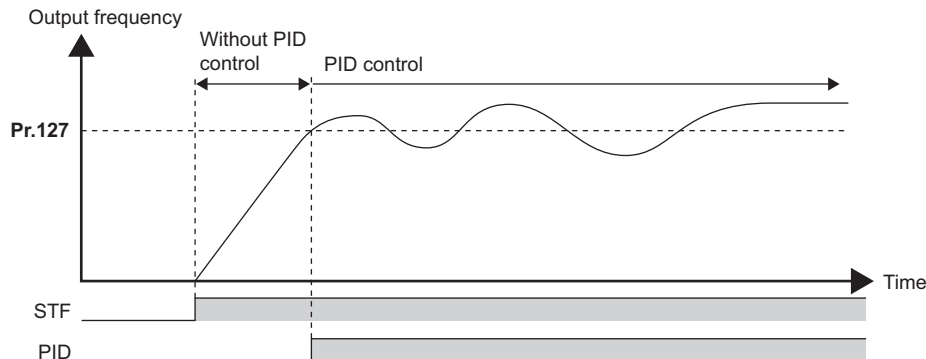 Output frequency
Without PID
control
PID control
Pr.127
Time
STF
PID